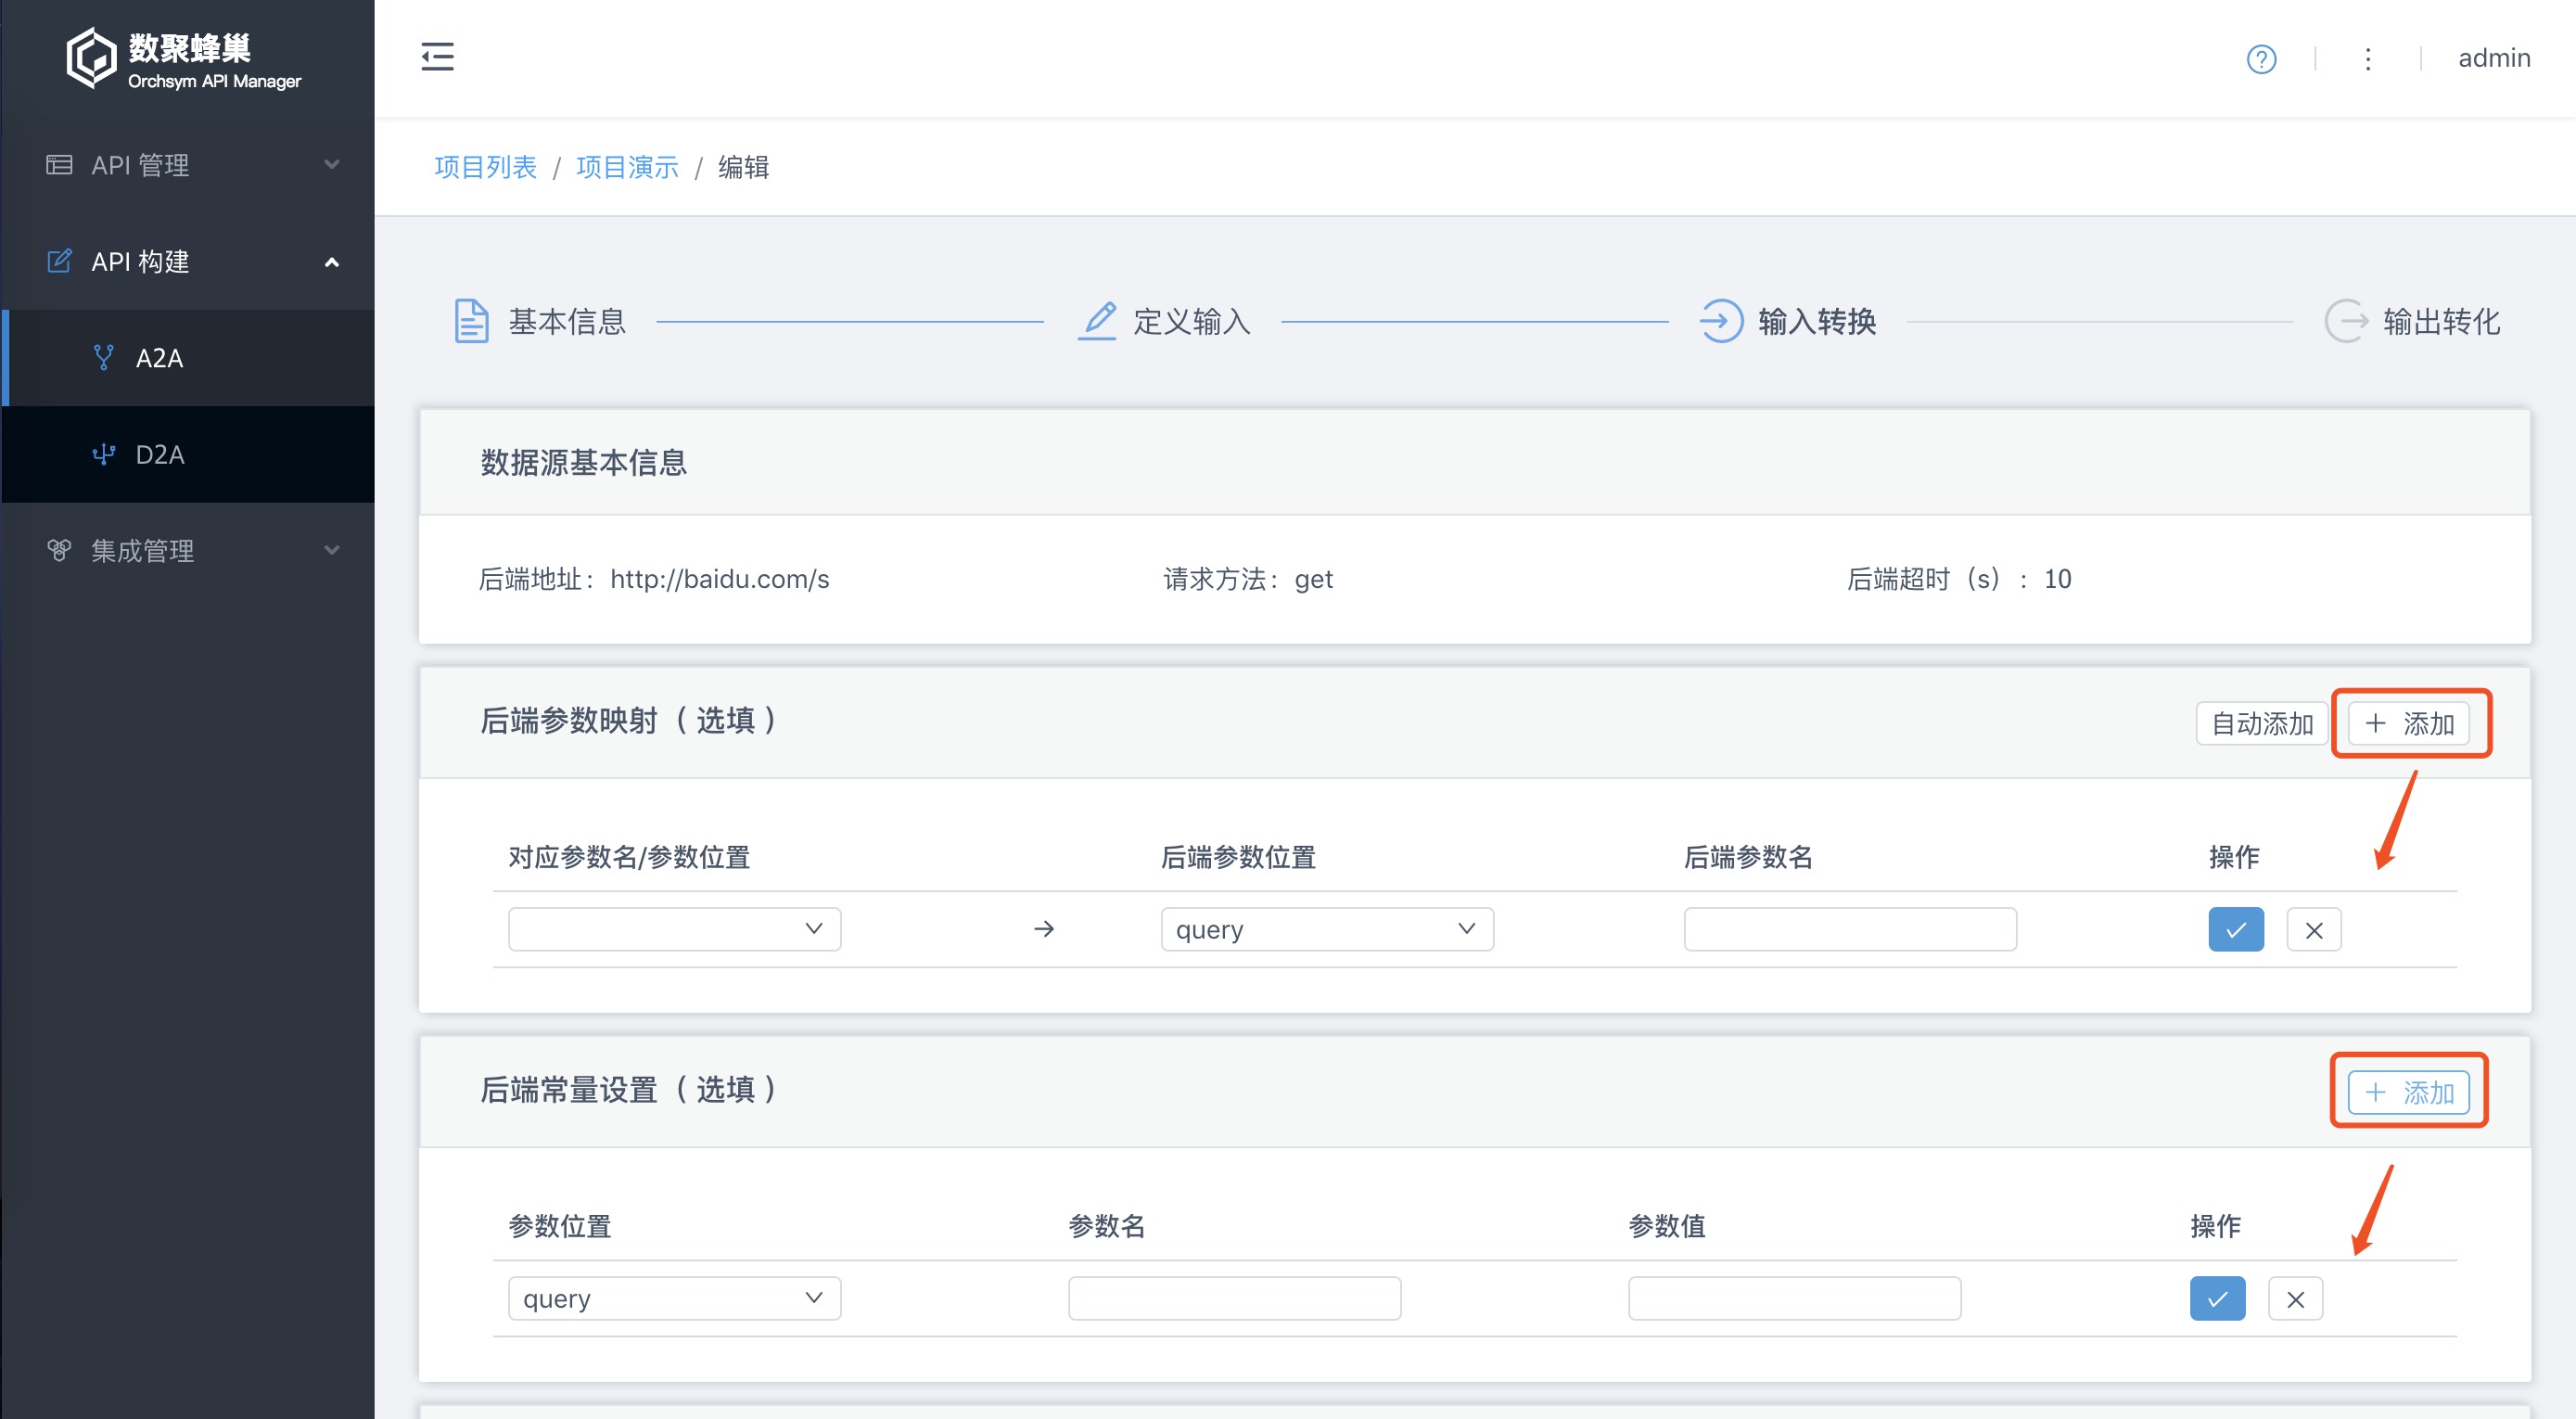 数聚蜂巢
Orchsym API Manager
admin
API 管理
API 构建
A2A
D2A
集成管理
项目列表 / 项目演示 / 编辑
基本信息
定义输入
输入转换
输出转化
数据源基本信息
后端地址： http://baidu.com/s
请求方法： get
后端超时（s）： 10
后端参数映射（选填）
自动添加
+ 添加
对应参数名/参数位置
后端参数位置
后端参数名
操作
→
query
后端常量设置（选填）
+ 添加
参数位置
参数名
参数值
操作
query